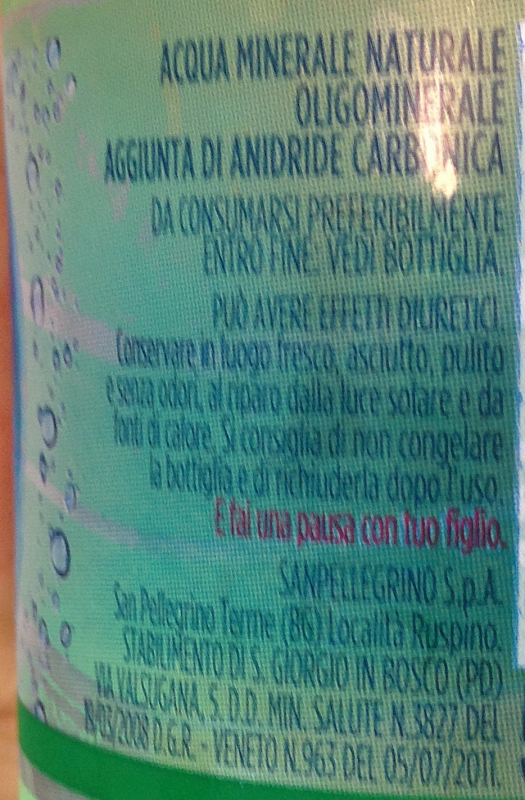 ACQUA MINERALE NATURALE
OLIGOMINERALE
AGGIUNTA DI ANIDRIDE CARBONICA
DA CONSUMARSI PREFERIBILMENTE
ENTRO FINE: VEDI BOTTIGLIA.
PUÒ AVERE EFFETTI DIURETICI.
Conservare in luogo fresco, asciutto, pulito
e senza odori, al riparo dalla luce solare e da
fonti di calore. Si consiglia di non congelare
la bottiglia e di richiuderla dopo l'uso.
E fai una pausa con tuo figlio.
SANPELLEGRINO S.p.A.
San Pellegrino Terme (BG) Località Ruspino.
STABILIMENTO DI S. GIORGIO IN BOSCO (PD)
VIA VALSUGANA, 5. D.D. MIN. SALUTE N.3827 DEL
18/03/2008 D.G.R. - VENETO N.963 DEL 05/07/2011.